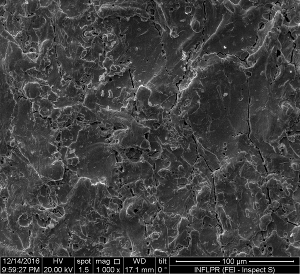 12/14/2016 HV spot mag □ WD tilt 100 µm
9:59:27 PM 20.00 kV 1.5 1 000 x 17.1 mm 0° INFLPR (FEI - Inspect S)